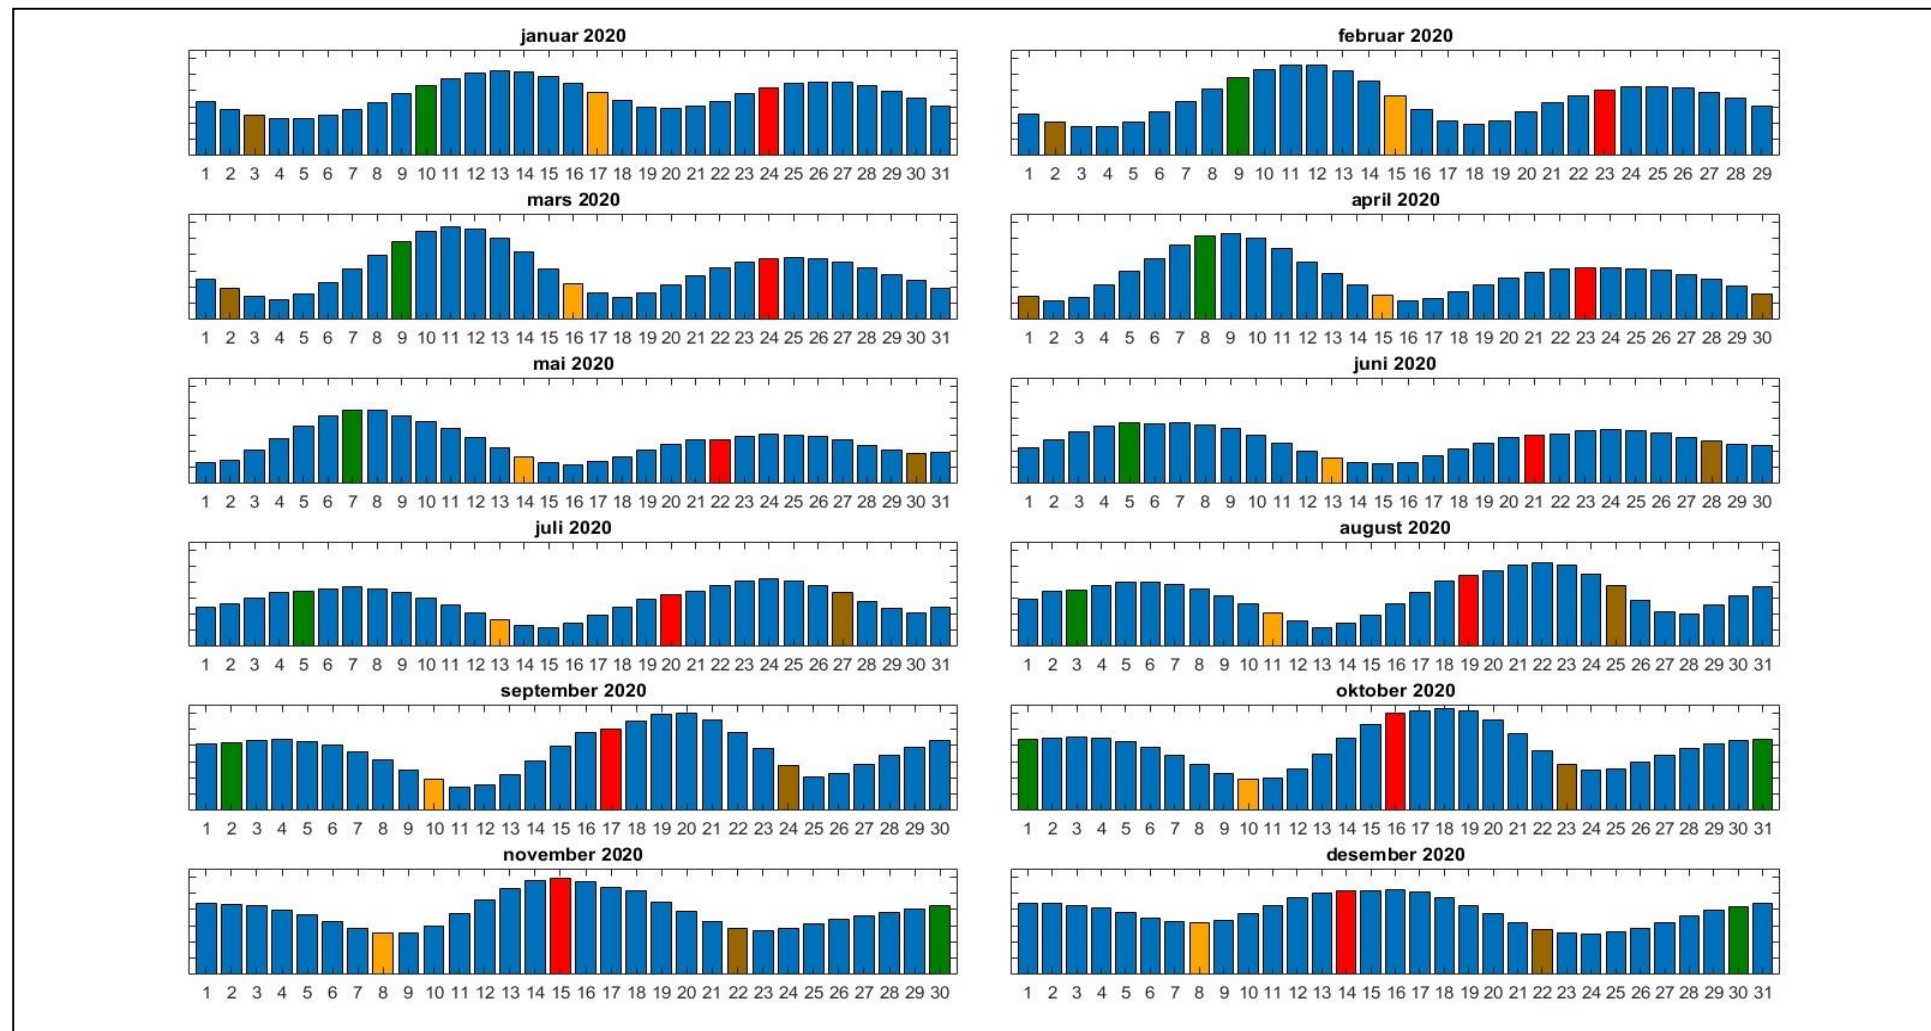 januar 2020
1 2 3 4 5 6 7 8 9 10 11 12 13 14 15 16 17 18 19 20 21 22 23 24 25 26 27 28 29 30 31
februar 2020
1 2 3 4 5 6 7 8 9 10 11 12 13 14 15 16 17 18 19 20 21 22 23 24 25 26 27 28 29
mars 2020
1 2 3 4 5 6 7 8 9 10 11 12 13 14 15 16 17 18 19 20 21 22 23 24 25 26 27 28 29 30 31
april 2020
1 2 3 4 5 6 7 8 9 10 11 12 13 14 15 16 17 18 19 20 21 22 23 24 25 26 27 28 29 30
mai 2020
1 2 3 4 5 6 7 8 9 10 11 12 13 14 15 16 17 18 19 20 21 22 23 24 25 26 27 28 29 30 31
juni 2020
1 2 3 4 5 6 7 8 9 10 11 12 13 14 15 16 17 18 19 20 21 22 23 24 25 26 27 28 29 30
juli 2020
1 2 3 4 5 6 7 8 9 10 11 12 13 14 15 16 17 18 19 20 21 22 23 24 25 26 27 28 29 30 31
august 2020
1 2 3 4 5 6 7 8 9 10 11 12 13 14 15 16 17 18 19 20 21 22 23 24 25 26 27 28 29 30 31
september 2020
1 2 3 4 5 6 7 8 9 10 11 12 13 14 15 16 17 18 19 20 21 22 23 24 25 26 27 28 29 30
oktober 2020
1 2 3 4 5 6 7 8 9 10 11 12 13 14 15 16 17 18 19 20 21 22 23 24 25 26 27 28 29 30 31
november 2020
1 2 3 4 5 6 7 8 9 10 11 12 13 14 15 16 17 18 19 20 21 22 23 24 25 26 27 28 29 30
desember 2020
1 2 3 4 5 6 7 8 9 10 11 12 13 14 15 16 17 18 19 20 21 22 23 24 25 26 27 28 29 30 31